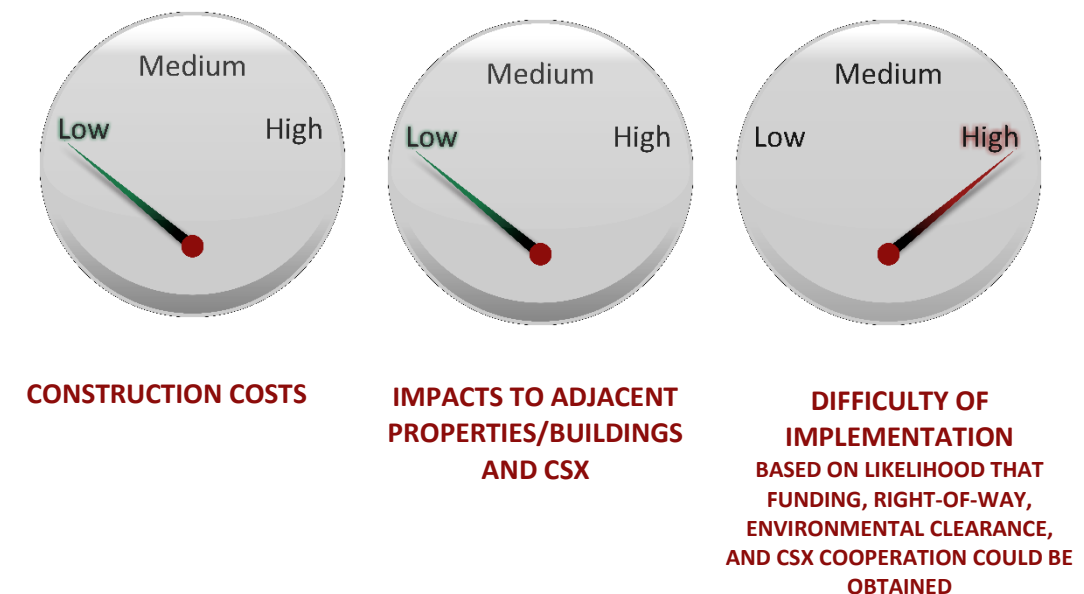 Medium
Low
High
CONSTRUCTION COSTS
Medium
Low
High
IMPACTS TO ADJACENT
PROPERTIES/BUILDINGS
AND CSX
Medium
Low
High
DIFFICULTY OF
IMPLEMENTATION
BASED ON LIKELIHOOD THAT
FUNDING, RIGHT-OF-WAY,
ENVIRONMENTAL CLEARANCE,
AND CSX COOPERATION COULD BE
OBTAINED